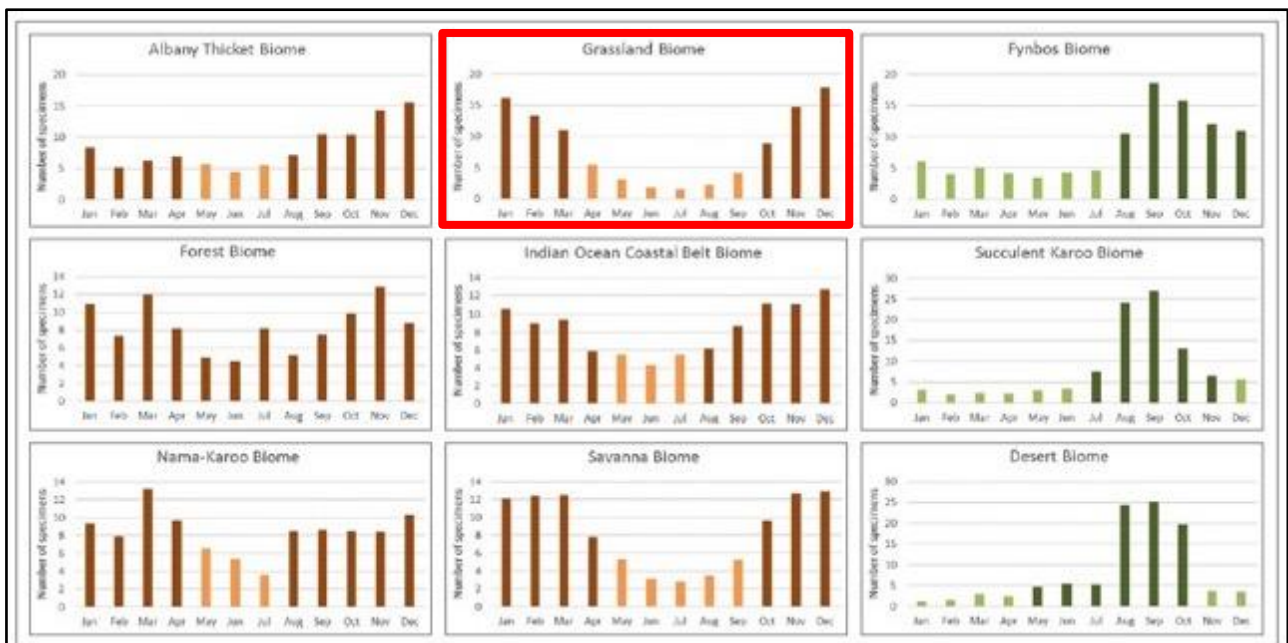 Albany Thicket Biome
Number of specimens
20
15
10
5
0
Jan Feb Mar Apr May Jun Jul Aug Sep Oct Nov Dec
Grassland Biome
Number of specimens
20
15
10
5
0
Jan Feb Mar Apr May Jun Jul Aug Sep Oct Nov Dec
Fynbos Biome
Number of specimens
20
15
10
5
0
Jan Feb Mar Apr May Jun Jul Aug Sep Oct Nov Dec
Forest Biome
Number of specimens
14
12
10
8
6
4
2
0
Jan Feb Mar Apr May Jun Jul Aug Sep Oct Nov Dec
Indian Ocean Coastal Belt Biome
Number of specimens
14
12
10
8
6
4
2
0
Jan Feb Mar Apr May Jun Jul Aug Sep Oct Nov Dec
Succulent Karoo Biome
Number of specimens
30
25
20
15
10
5
0
Jan Feb Mar Apr May Jun Jul Aug Sep Oct Nov Dec
Nama-Karoo Biome
Number of specimens
14
12
10
8
6
4
2
0
Jan Feb Mar Apr May Jun Jul Aug Sep Oct Nov Dec
Savanna Biome
Number of specimens
14
12
10
8
6
4
2
0
Jan Feb Mar Apr May Jun Jul Aug Sep Oct Nov Dec
Desert Biome
Number of specimens
30
25
20
15
10
5
0
Jan Feb Mar Apr May Jun Jul Aug Sep Oct Nov Dec